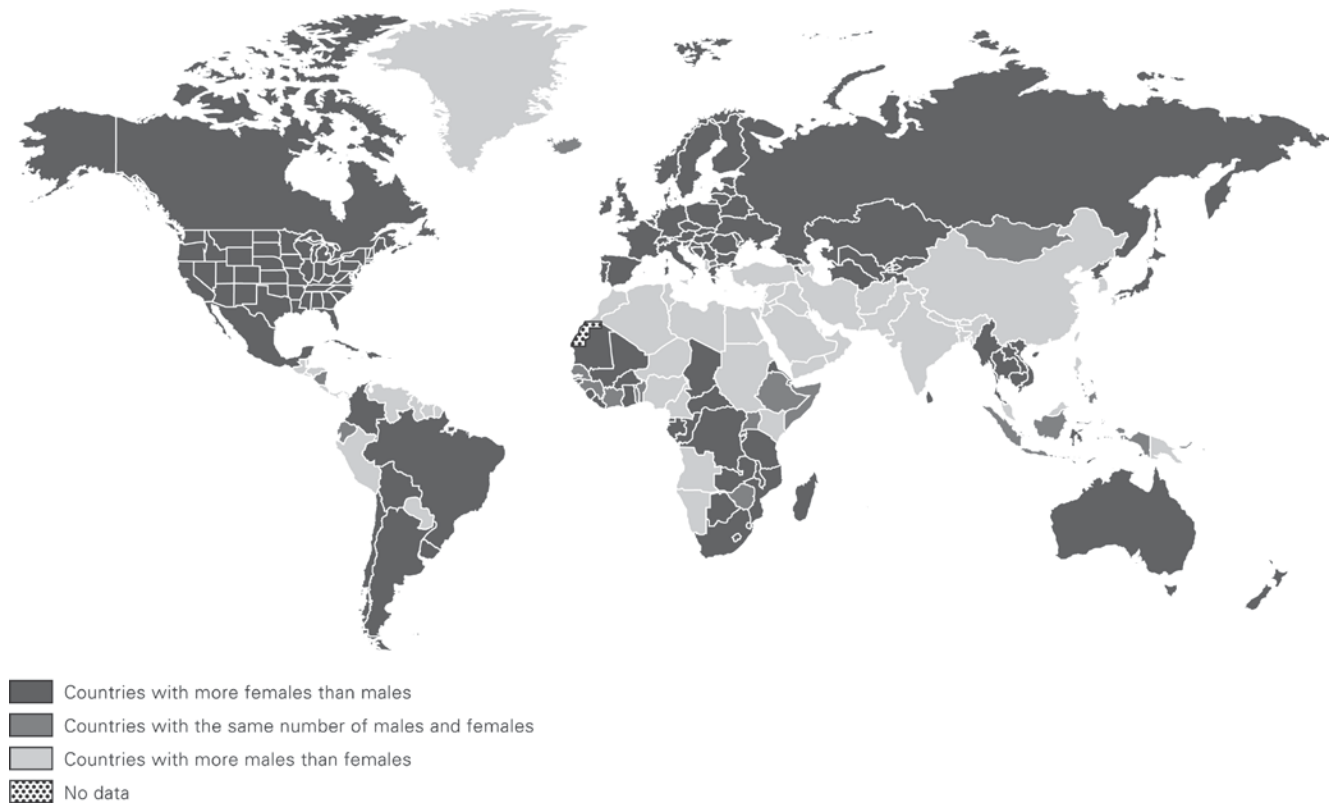 Countries with more females than males
Countries with the same number of males and females
Countries with more males than females
No data